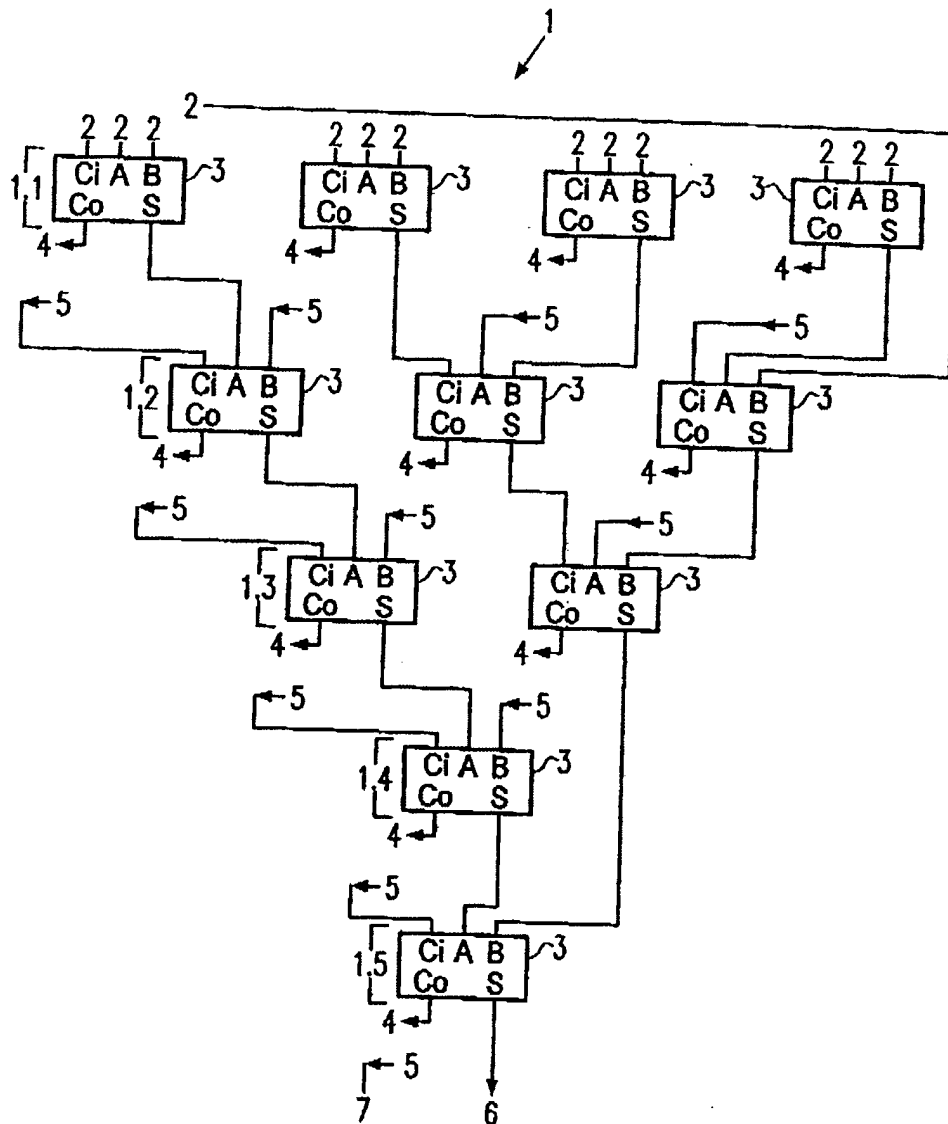 1
2
2 2 2 2 2 2 2 2 2 2 2 2
1.1 Ci A B 3 Ci A B 3 Ci A B 3 3 Ci A B
Co S Co S Co S Co S
4 4 4 4
5 5 5 5
1.2 Ci A B 3 Ci A B 3 Ci A B 3
Co S Co S Co S
4 4 4
5 5 5
1.3 Ci A B 3 Ci A B 3
Co S Co S
4 4
5 5
1.4 Ci A B 3
Co S
4
5
1.5 Ci A B 3
Co S
4
5
7 6